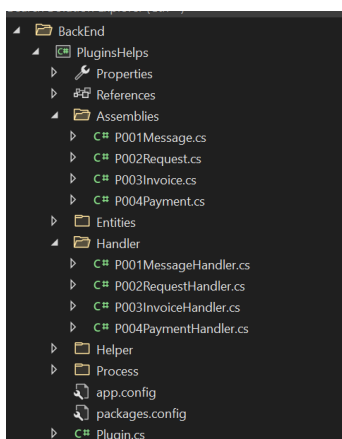 BackEnd
C# PluginsHelps
Properties
References
Assemblies
C# P001Message.cs
C# P002Request.cs
C# P003Invoice.cs
C# P004Payment.cs
Entities
Handler
C# P001MessageHandler.cs
C# P002RequestHandler.cs
C# P003InvoiceHandler.cs
C# P004PaymentHandler.cs
Helper
Process
app.config
packages.config
C# Plugin.cs